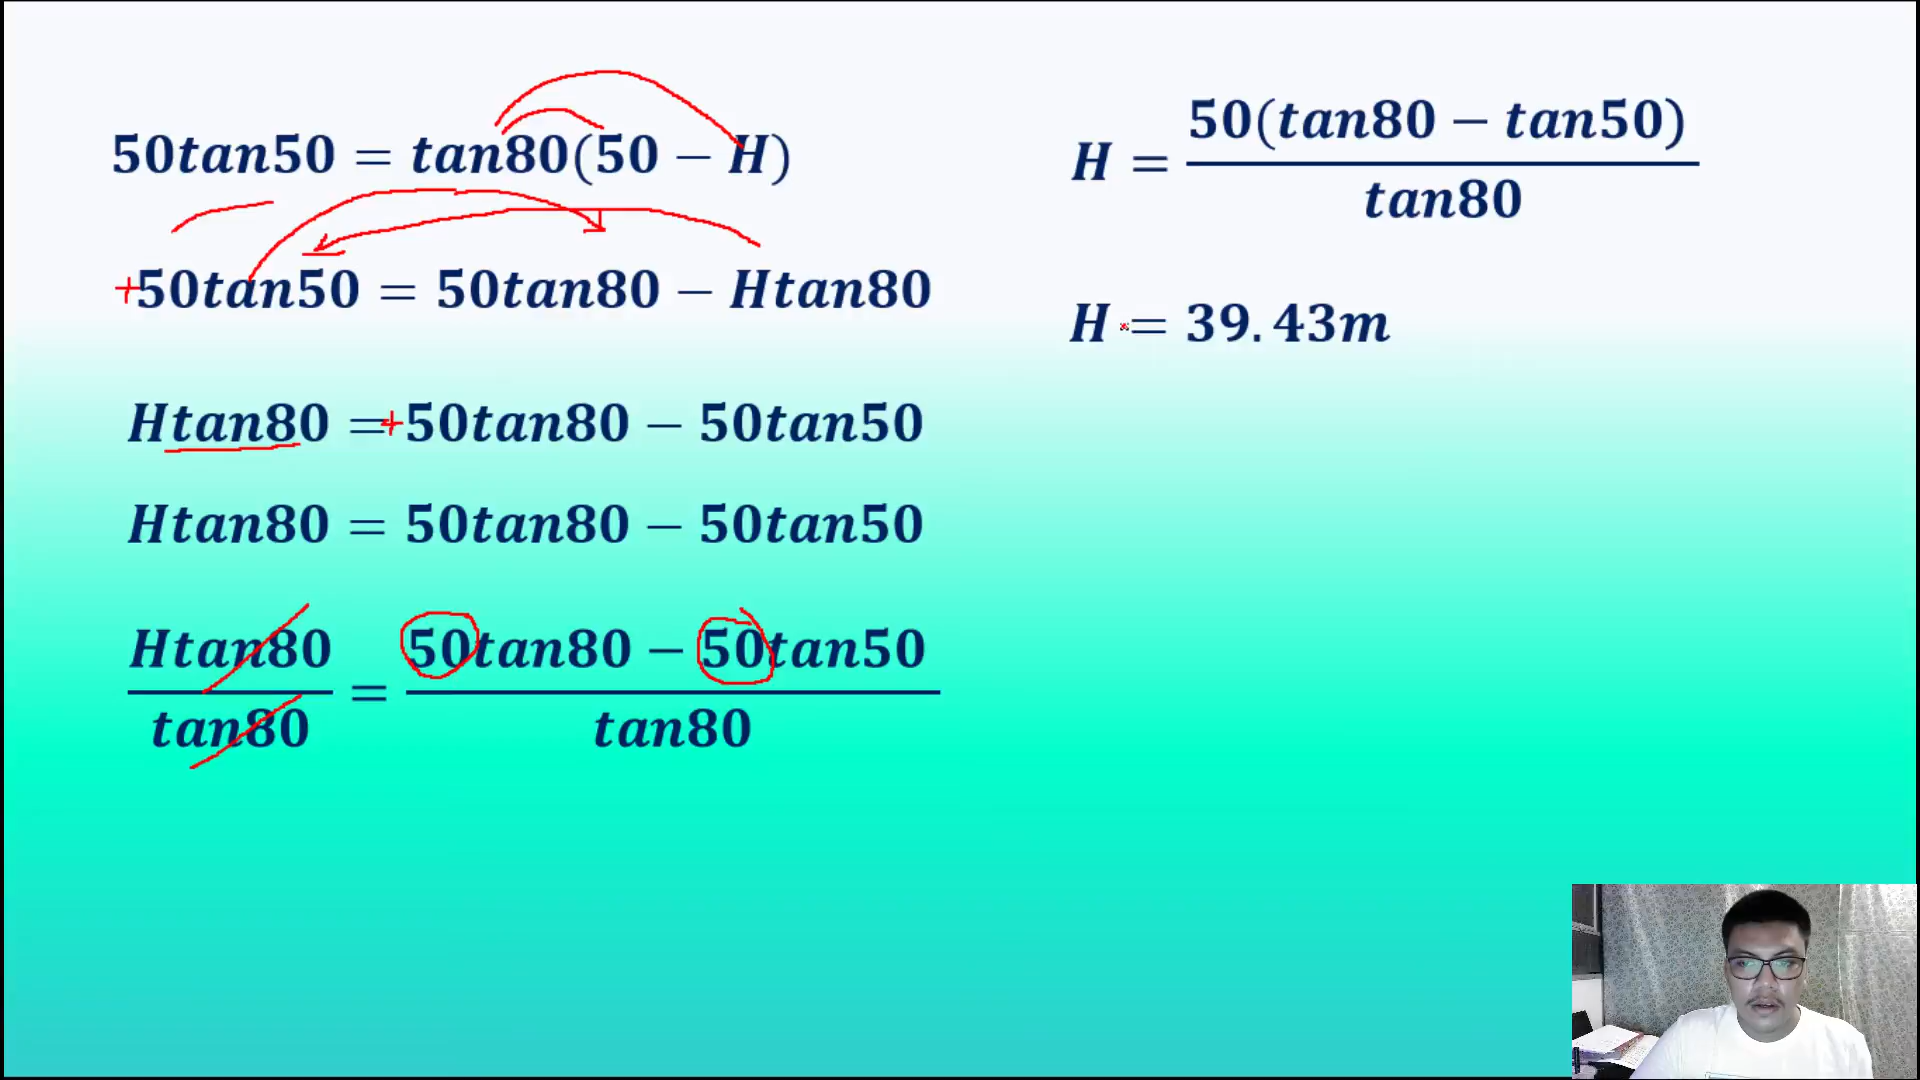 50tan50 = tan80(50 − H)
+50tan50 = 50tan80 − Htan80
Htan80 = +50tan80 − 50tan50
Htan80 = 50tan80 − 50tan50
Htan80/tan80 = 50tan80 − 50tan50/tan80
H = 50(tan80 − tan50)/tan80
H = 39.43m